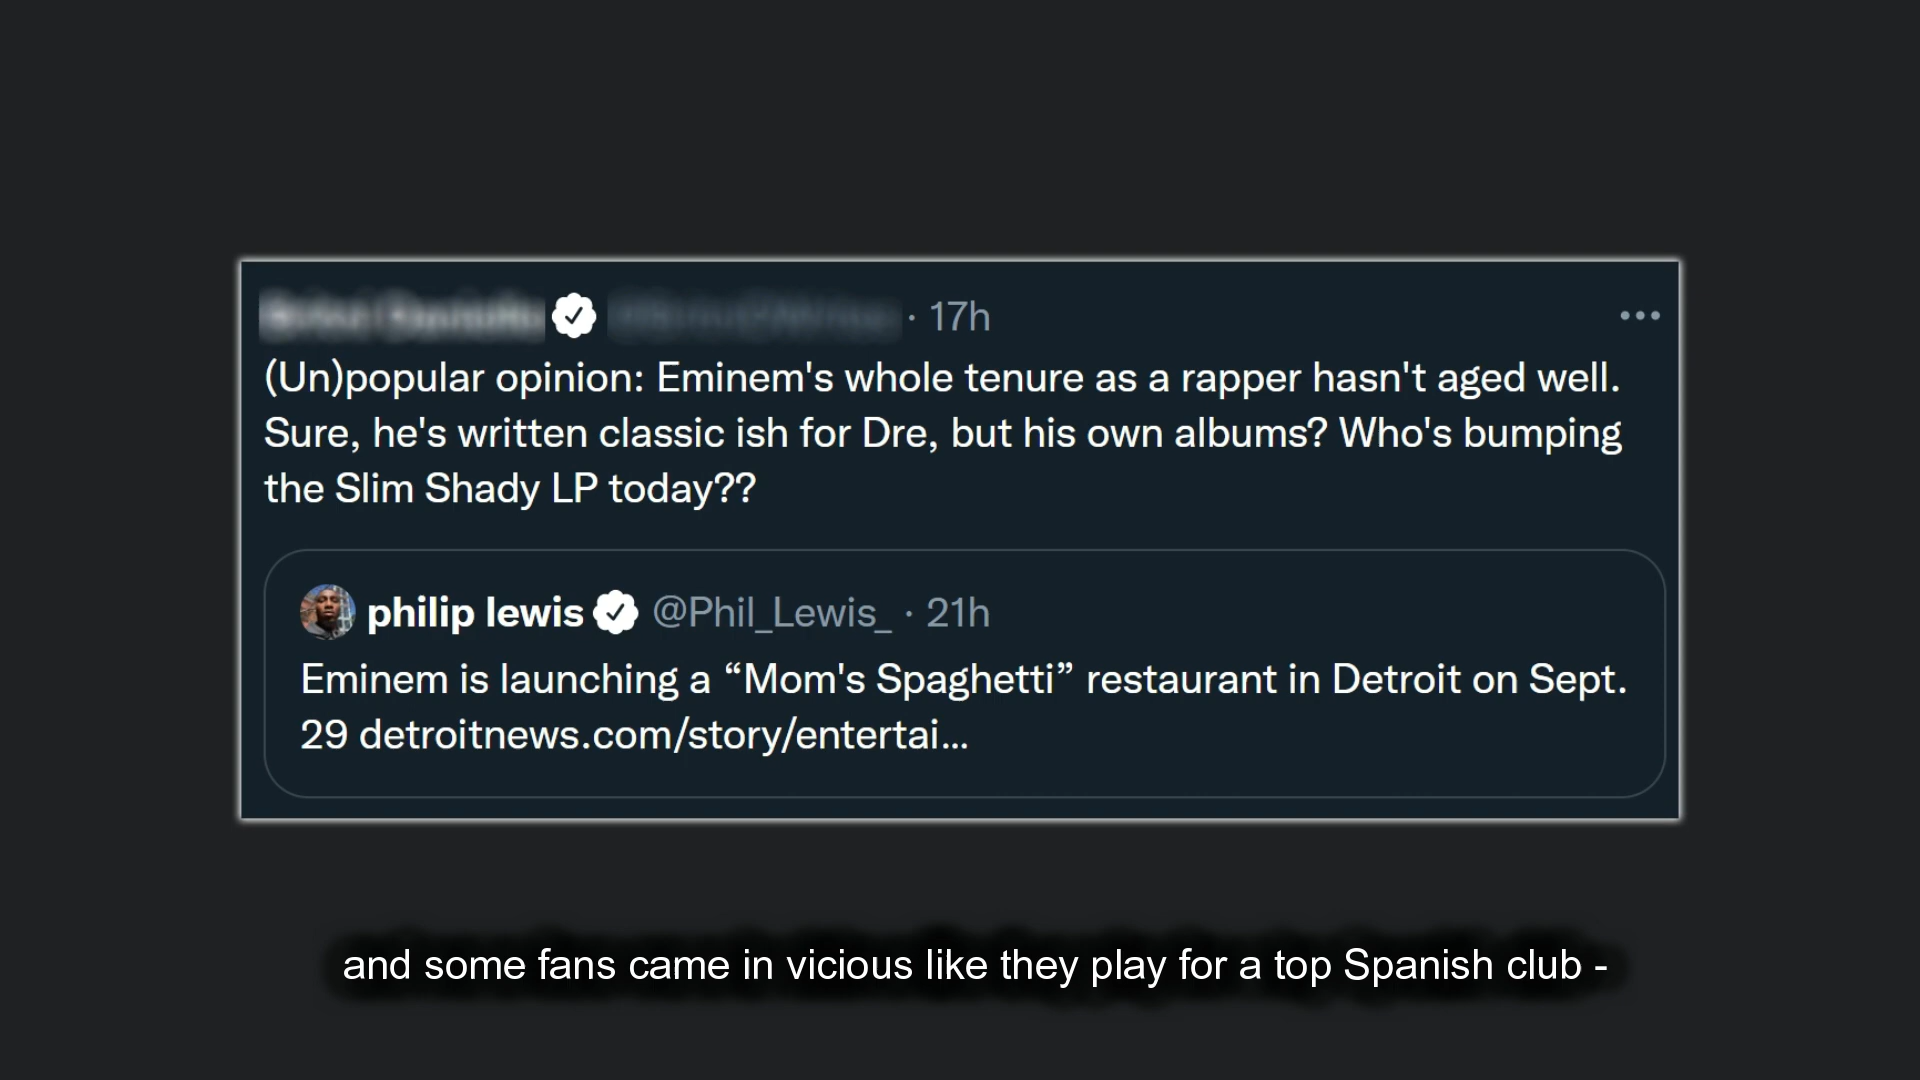 · 17h
(Un)popular opinion: Eminem's whole tenure as a rapper hasn't aged well.
Sure, he's written classic ish for Dre, but his own albums? Who's bumping
the Slim Shady LP today??
philip lewis @Phil_Lewis_ · 21h
Eminem is launching a “Mom's Spaghetti” restaurant in Detroit on Sept.
29 detroitnews.com/story/entertai...
and some fans came in vicious like they play for a top Spanish club -